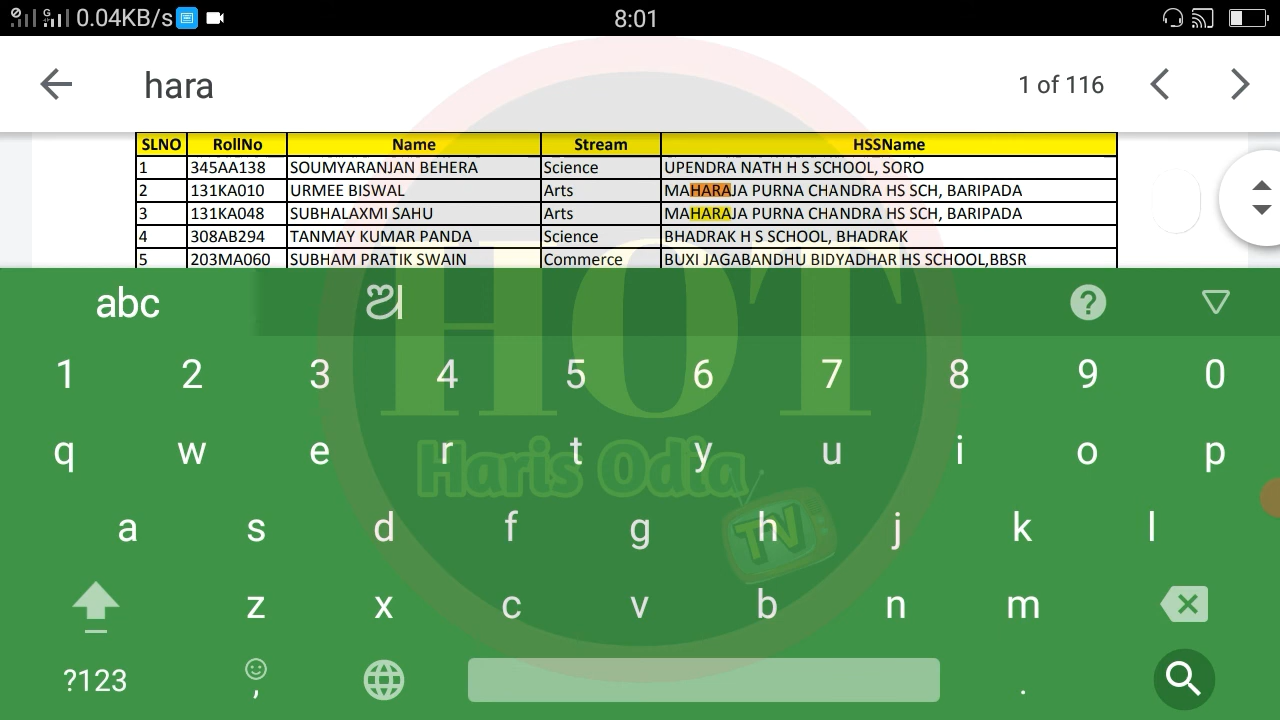 G 0.04KB/s 8:01
hara 1 of 116
SLNO RollNo Name Stream HSSName
1 345AA138 SOUMYARANJAN BEHERA Science UPENDRA NATH H S SCHOOL, SORO
2 131KA010 URMEE BISWAL Arts MAHARAJA PURNA CHANDRA HS SCH, BARIPADA
3 131KA048 SUBHALAXMI SAHU Arts MAHARAJA PURNA CHANDRA HS SCH, BARIPADA
4 308AB294 TANMAY KUMAR PANDA Science BHADRAK H S SCHOOL, BHADRAK
5 203MA060 SUBHAM PRATIK SWAIN Commerce BUXI JAGABANDHU BIDYADHAR HS SCHOOL,BBSR
abc ଅ ?
1 2 3 4 5 6 7 8 9 0
HOT
q w e r t y u i o p
Haris Odia
TV
a s d f g h j k l
z x c v b n m
?123 , .